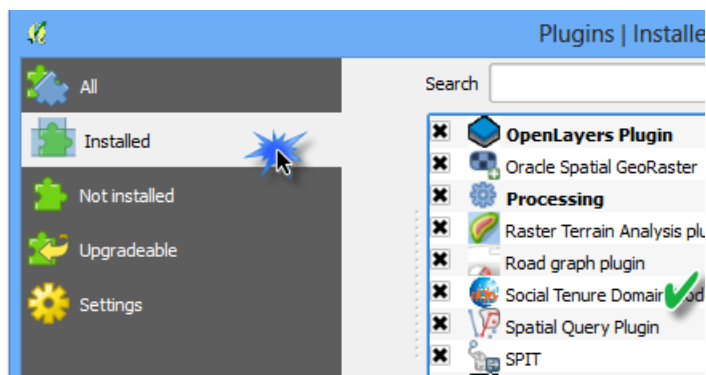 Plugins | Installe
All
Installed
Not installed
Upgradeable
Settings
Search
OpenLayers Plugin
Oracle Spatial GeoRaster
Processing
Raster Terrain Analysis plu
Road graph plugin
Social Tenure Domain
Spatial Query Plugin
SPIT